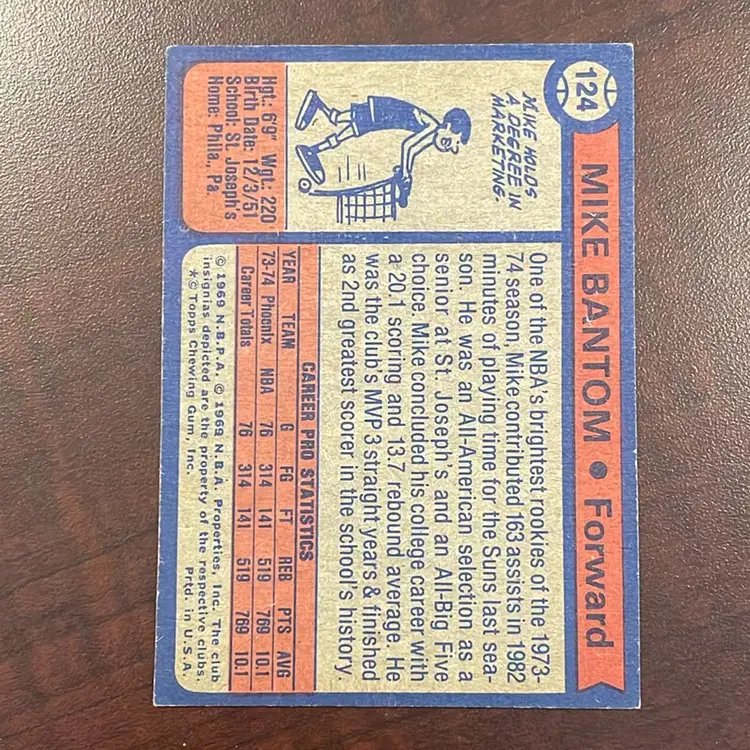 124
MIKE BANTOM • Forward
MIKE HOLDS
A DEGREE IN
MARKETING.
Hgt.: 6'9" Wgt.: 220
Birth Date: 12/3/51
School: St. Joseph's
Home: Phila., Pa.
One of the NBA's brightest rookies of the 1973-
74 season, Mike contributed 163 assists in 1982
minutes of playing time for the Suns last sea-
son. He was an All-American selection as a
senior at St. Joseph's and an All-Big Five
choice. Mike concluded his college career with
a 20.1 scoring and 13.7 rebound average. He
was the club's MVP 3 straight years & finished
as 2nd greatest scorer in the school's history.
CAREER PRO STATISTICS
YEAR TEAM G FG FT REB PTS AVG
73-74 Phoenix NBA 76 314 141 519 769 10.1
Career Totals 76 314 141 519 769 10.1
© 1969 N.B.P.A. © 1969 N.B.A. Properties, Inc. The club
insignias depicted are the property of the respective clubs.
*© Topps Chewing Gum, Inc. Prtd. in U.S.A.